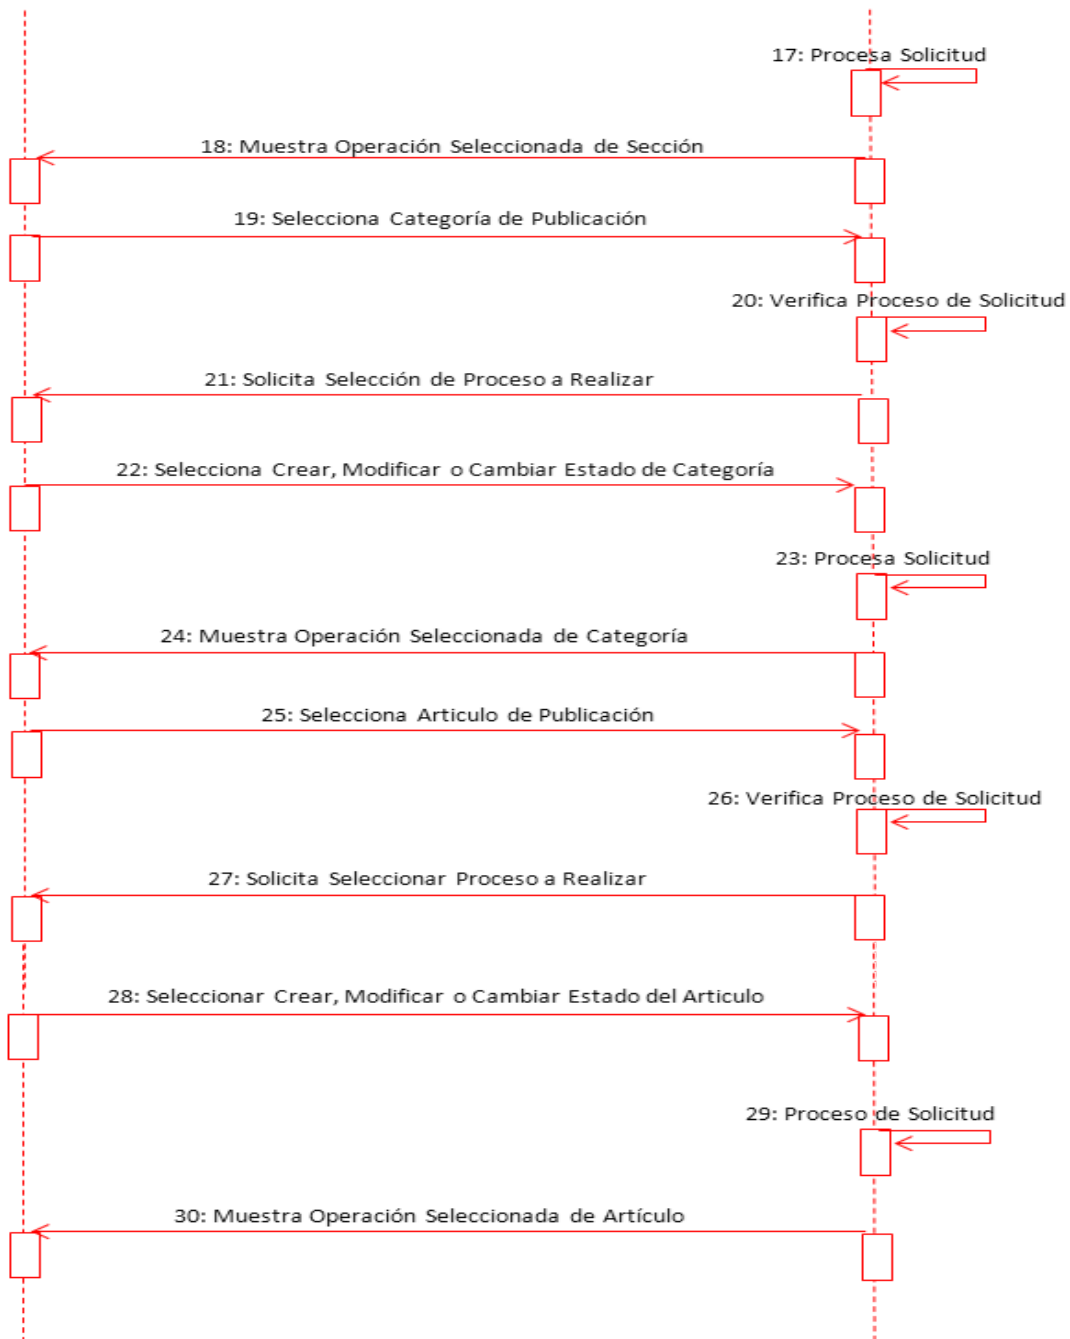 17: Procesa Solicitud
18: Muestra Operación Seleccionada de Sección
19: Selecciona Categoría de Publicación
20: Verifica Proceso de Solicitud
21: Solicita Selección de Proceso a Realizar
22: Selecciona Crear, Modificar o Cambiar Estado de Categoría
23: Procesa Solicitud
24: Muestra Operación Seleccionada de Categoría
25: Selecciona Articulo de Publicación
26: Verifica Proceso de Solicitud
27: Solicita Seleccionar Proceso a Realizar
28: Seleccionar Crear, Modificar o Cambiar Estado del Articulo
29: Proceso de Solicitud
30: Muestra Operación Seleccionada de Artículo